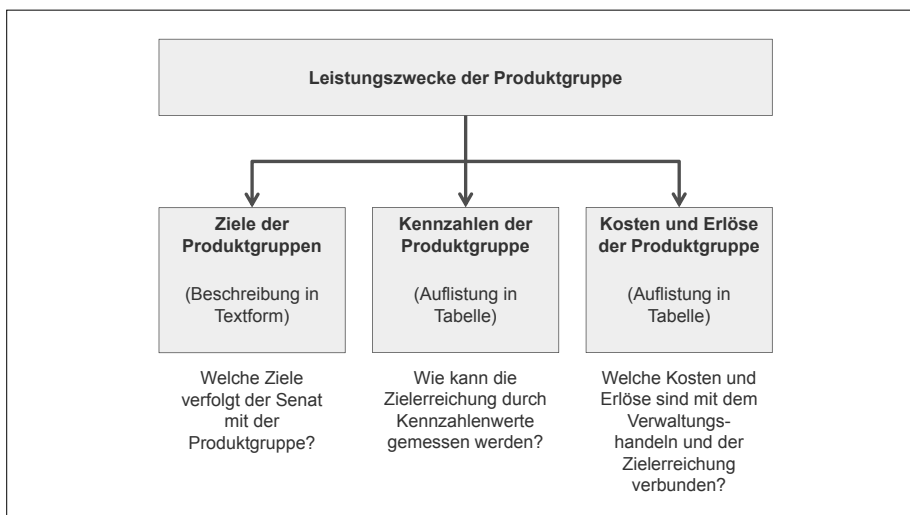 Leistungszwecke der Produktgruppe
Ziele der
Produktgruppen
(Beschreibung in
Textform)
Kennzahlen der
Produktgruppe
(Auflistung in
Tabelle)
Kosten und Erlöse
der Produktgruppe
(Auflistung in
Tabelle)
Welche Ziele
verfolgt der Senat
mit der
Produktgruppe?
Wie kann die
Zielerreichung durch
Kennzahlenwerte
gemessen werden?
Welche Kosten und
Erlöse sind mit dem
Verwaltungs-
handeln und der
Zielerreichung
verbunden?